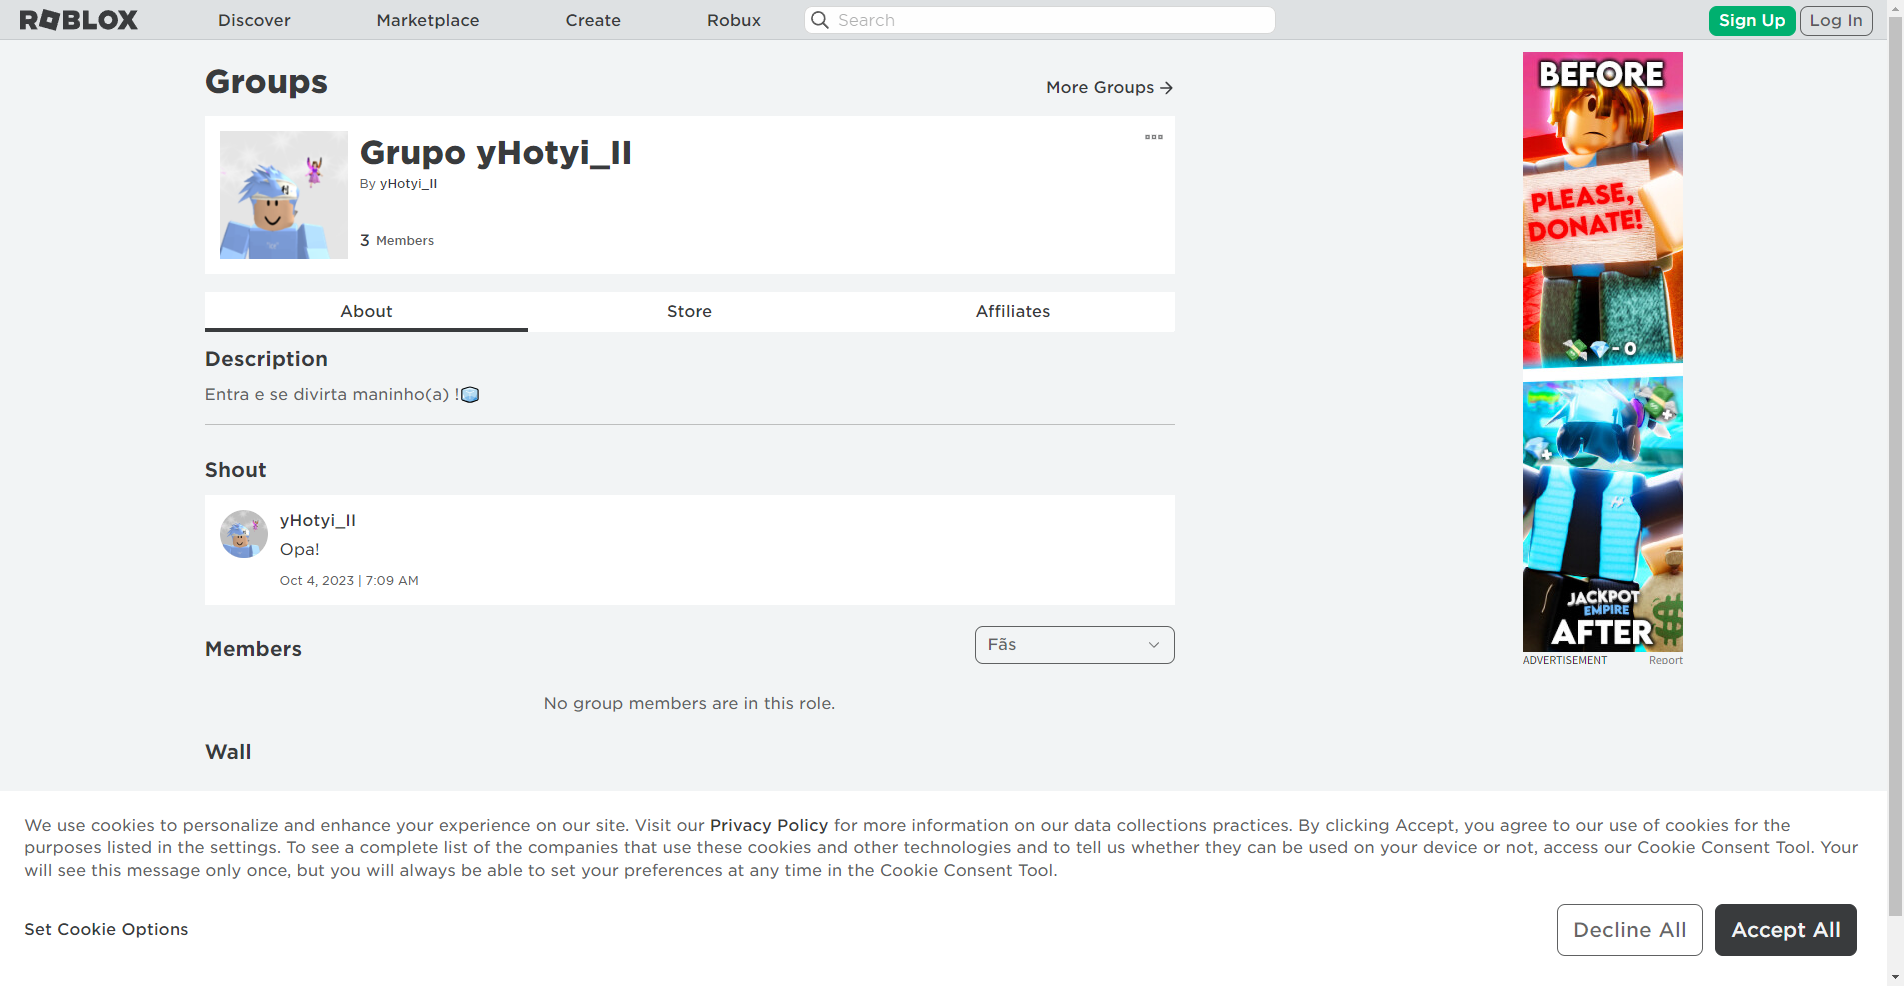 ROBLOX
Discover
Marketplace
Create
Robux
Search
Sign Up
Log In
Groups
More Groups →
Grupo yHotyi_II
By yHotyi_II
3 Members
About
Store
Affiliates
Description
Entra e se divirta maninho(a) !🧊
Shout
yHotyi_II
Opa!
Oct 4, 2023 | 7:09 AM
Members
Fãs
No group members are in this role.
Wall
BEFORE
PLEASE,
DONATE!
💸💎-0
JACKPOT
EMPIRE
AFTER
ADVERTISEMENT
Report
We use cookies to personalize and enhance your experience on our site. Visit our Privacy Policy for more information on our data collections practices. By clicking Accept, you agree to our use of cookies for the
purposes listed in the settings. To see a complete list of the companies that use these cookies and other technologies and to tell us whether they can be used on your device or not, access our Cookie Consent Tool. Your
will see this message only once, but you will always be able to set your preferences at any time in the Cookie Consent Tool.
Set Cookie Options
Decline All
Accept All